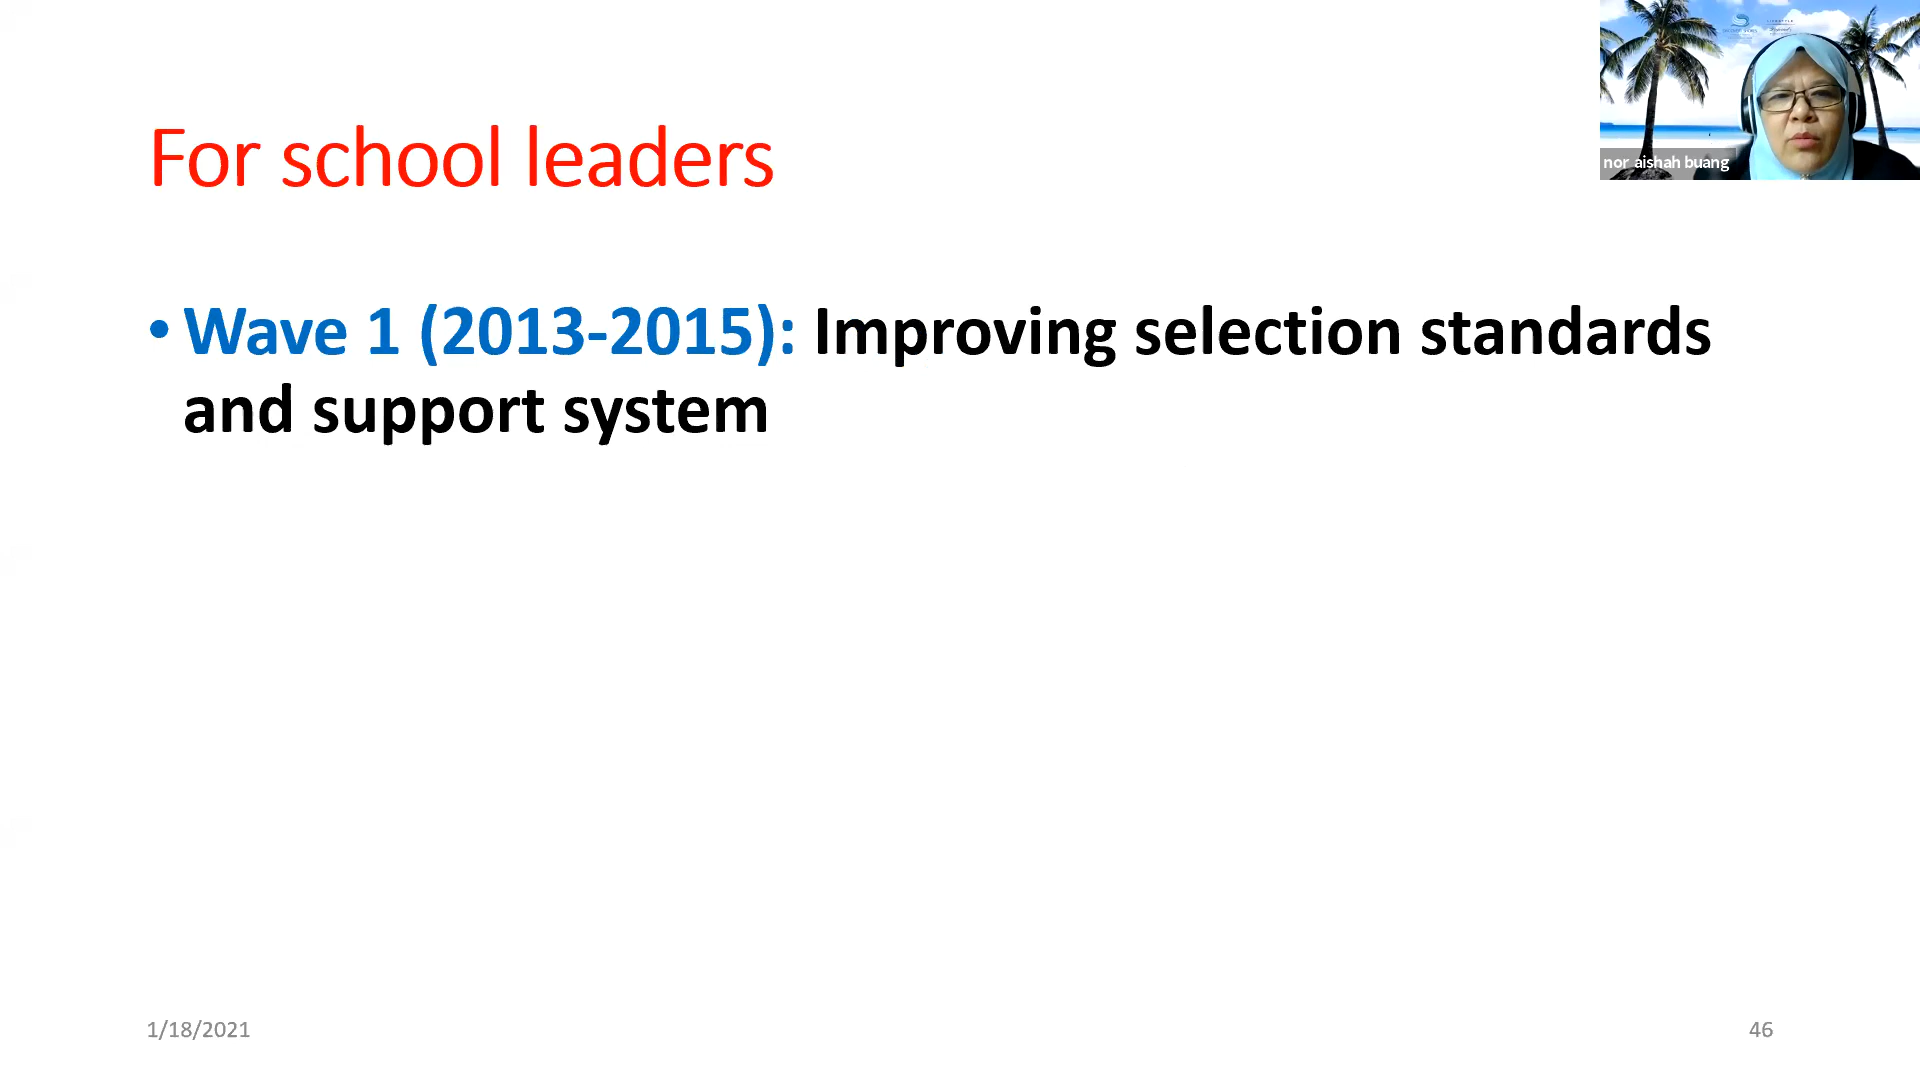 For school leaders
nor aishah buang
• Wave 1 (2013-2015): Improving selection standards
and support system
1/18/2021
46